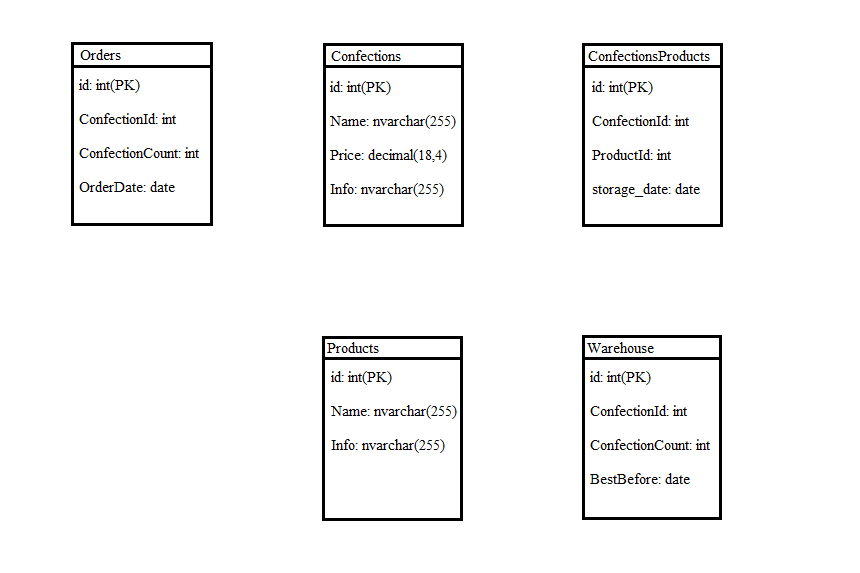 Orders
id: int(PK)
ConfectionId: int
ConfectionCount: int
OrderDate: date
Confections
id: int(PK)
Name: nvarchar(255)
Price: decimal(18,4)
Info: nvarchar(255)
ConfectionsProducts
id: int(PK)
ConfectionId: int
ProductId: int
storage_date: date
Products
id: int(PK)
Name: nvarchar(255)
Info: nvarchar(255)
Warehouse
id: int(PK)
ConfectionId: int
ConfectionCount: int
BestBefore: date